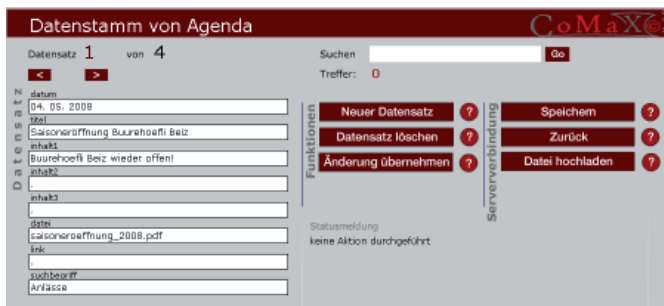 Datenstamm von Agenda
CoMaX©
Datensatz 1 von 4
< >
Suchen
Go
Treffer: 0
Datensatz
datum
04. 05. 2008
titel
Saisoneröffnung Buurehoefli Beiz
inhalt1
Buurehoefli Beiz wieder offen!
inhalt2
.
inhalt3
.
datei
saisoneroeffnung_2008.pdf
link
.
suchbegriff
Anlässe
Funktionen
Neuer Datensatz ?
Datensatz löschen ?
Änderung übernehmen ?
Serververbindung
Speichern ?
Zurück ?
Datei hochladen ?
Statusmeldung
keine Aktion durchgeführt